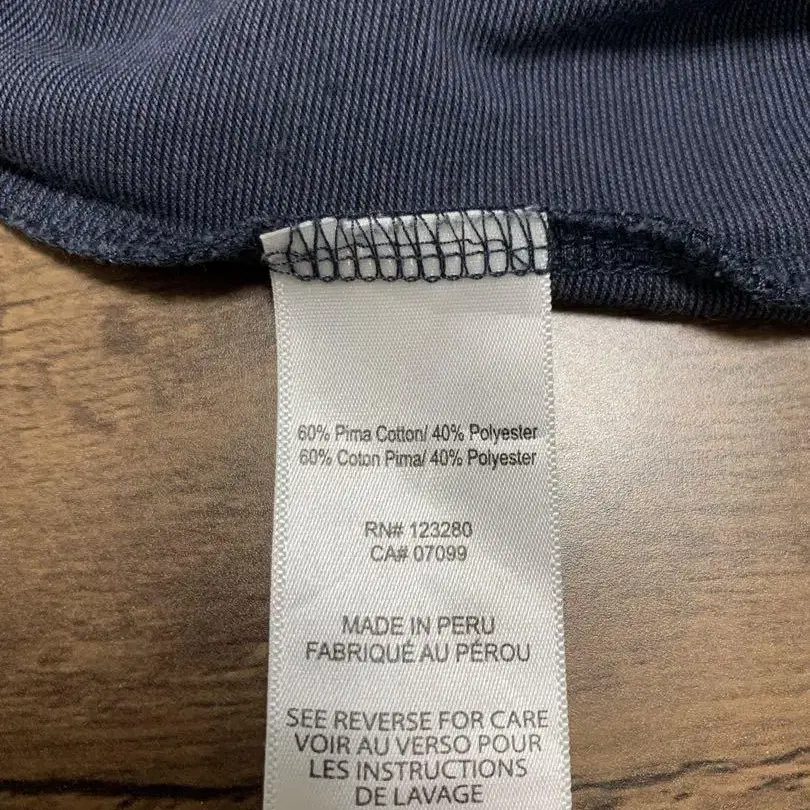 60% Pima Cotton/ 40% Polyester
60% Coton Pima/ 40% Polyester
RN# 123280
CA# 07099
MADE IN PERU
FABRIQUÉ AU PÉROU
SEE REVERSE FOR CARE
VOIR AU VERSO POUR
LES INSTRUCTIONS
DE LAVAGE